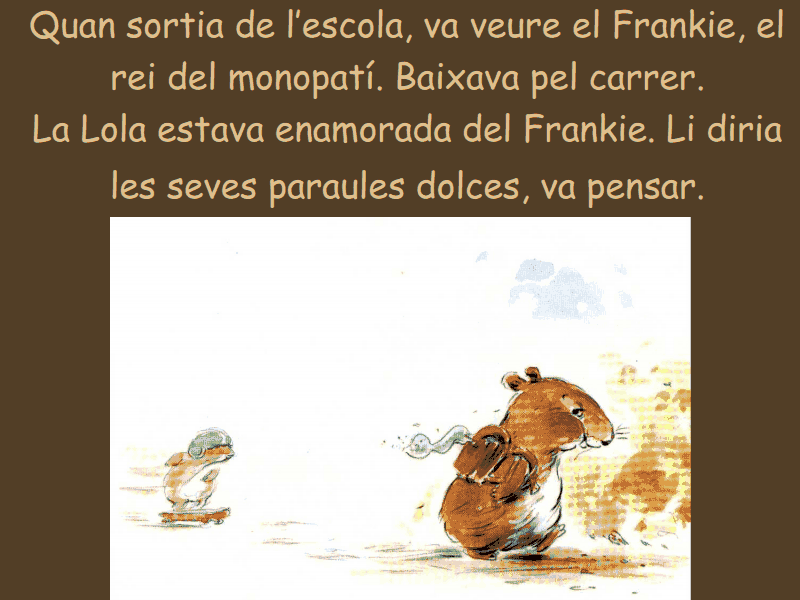 Quan sortia de l'escola, va veure el Frankie, el
rei del monopatí. Baixava pel carrer.
La Lola estava enamorada del Frankie. Li diria
les seves paraules dolces, va pensar.